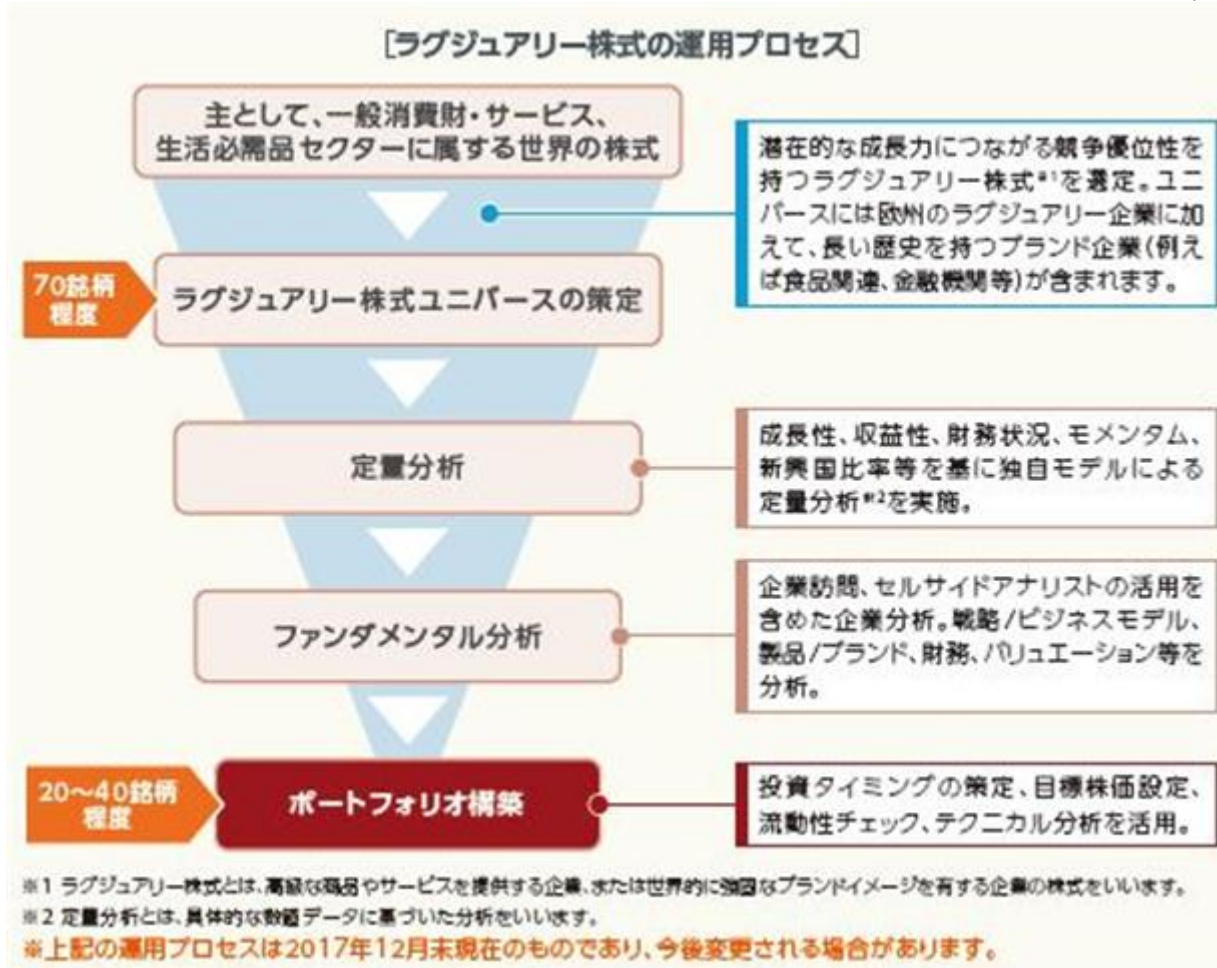 [ラグジュアリー株式の運用プロセス]
主として、一般消費財・サービス、
生活必需品セクターに属する世界の株式
潜在的な成長力につながる競争優位性を
持つラグジュアリー株式※1を選定。ユニ
バースには欧州のラグジュアリー企業に加
えて、長い歴史を持つブランド企業(例え
ば食品関連、金融機関等)が含まれます。
70銘柄
程度
ラグジュアリー株式ユニバースの策定
定量分析
成長性、収益性、財務状況、モメンタム、
新興国比率等を基に独自モデルによる
定量分析※2を実施。
ファンダメンタル分析
企業訪問、セルサイドアナリストの活用を
含めた企業分析。戦略/ビジネスモデル、
製品/ブランド、財務、バリュエーション等を
分析。
20〜40銘柄
程度
ポートフォリオ構築
投資タイミングの策定、目標株価設定、
流動性チェック、テクニカル分析を活用。
※1 ラグジュアリー株式とは、高級な商品やサービスを提供する企業、または世界的に強固なブランドイメージを有する企業の株式をいいます。
※2 定量分析とは、具体的な数値データに基づいた分析をいいます。
※上記の運用プロセスは2017年12月末現在のものであり、今後変更される場合があります。